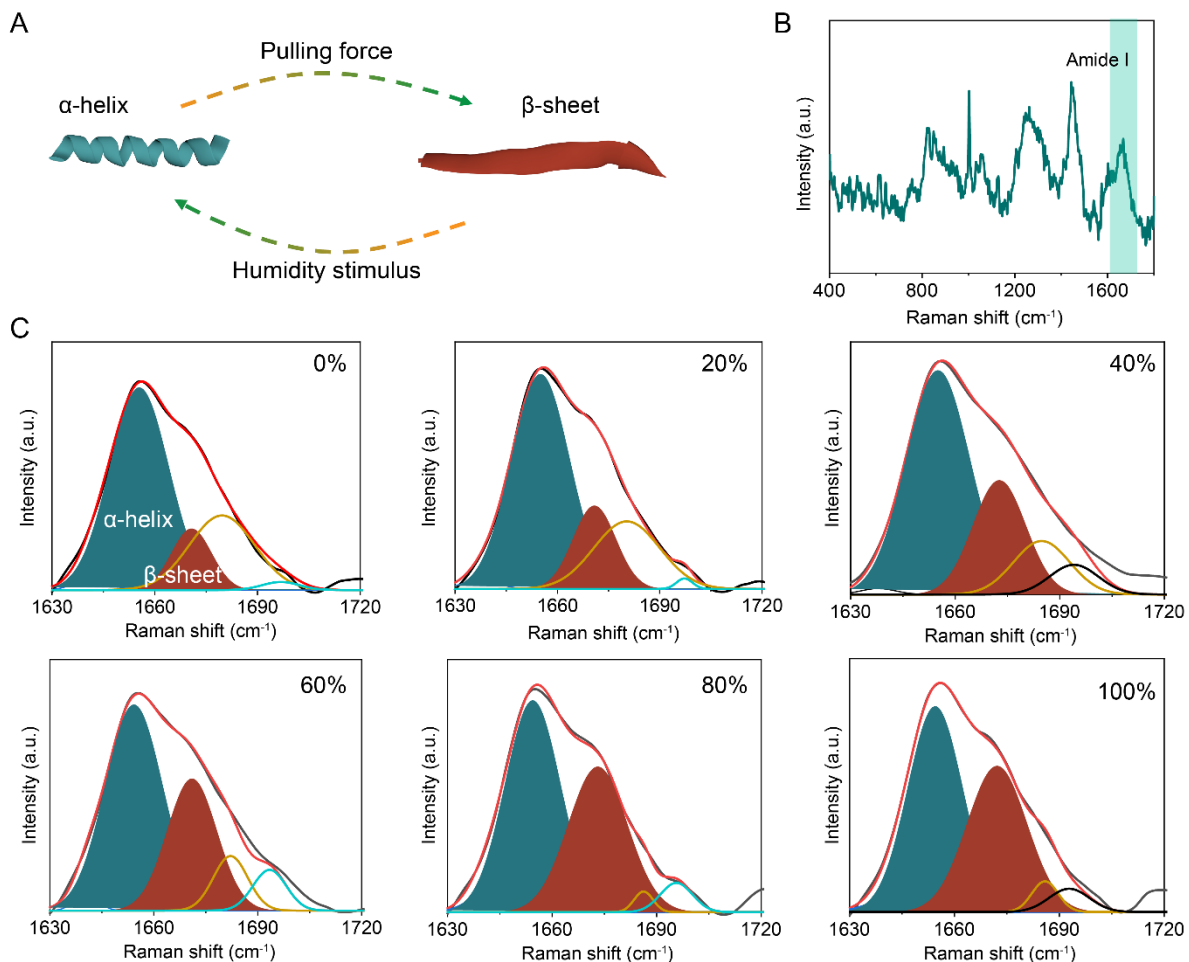 A
Pulling force
α-helix
β-sheet
Humidity stimulus
B
Amide I
Intensity (a.u.)
400 800 1200 1600
Raman shift (cm⁻¹)
C
0%
α-helix
β-sheet
Intensity (a.u.)
1630 1660 1690 1720
Raman shift (cm⁻¹)
20%
Intensity (a.u.)
1630 1660 1690 1720
Raman shift (cm⁻¹)
40%
Intensity (a.u.)
1630 1660 1690 1720
Raman shift (cm⁻¹)
60%
Intensity (a.u.)
1630 1660 1690 1720
Raman shift (cm⁻¹)
80%
Intensity (a.u.)
1630 1660 1690 1720
Raman shift (cm⁻¹)
100%
Intensity (a.u.)
1630 1660 1690 1720
Raman shift (cm⁻¹)